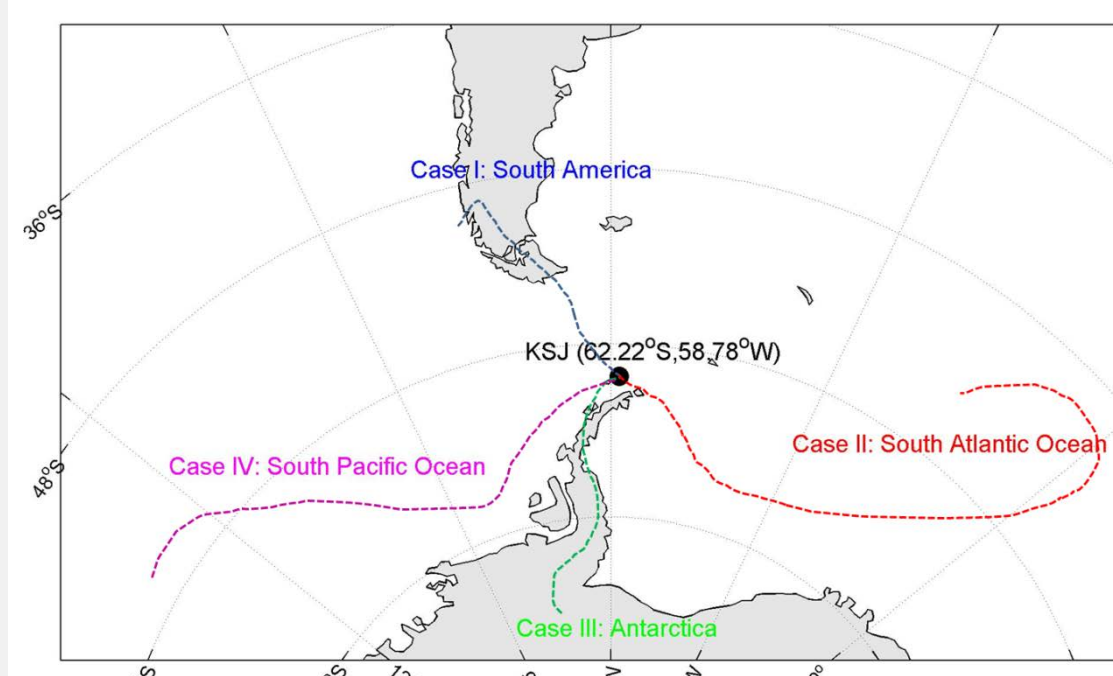 Case I: South America
36°S
KSJ (62.22°S,58.78°W)
Case II: South Atlantic Ocean
Case IV: South Pacific Ocean
48°S
Case III: Antarctica